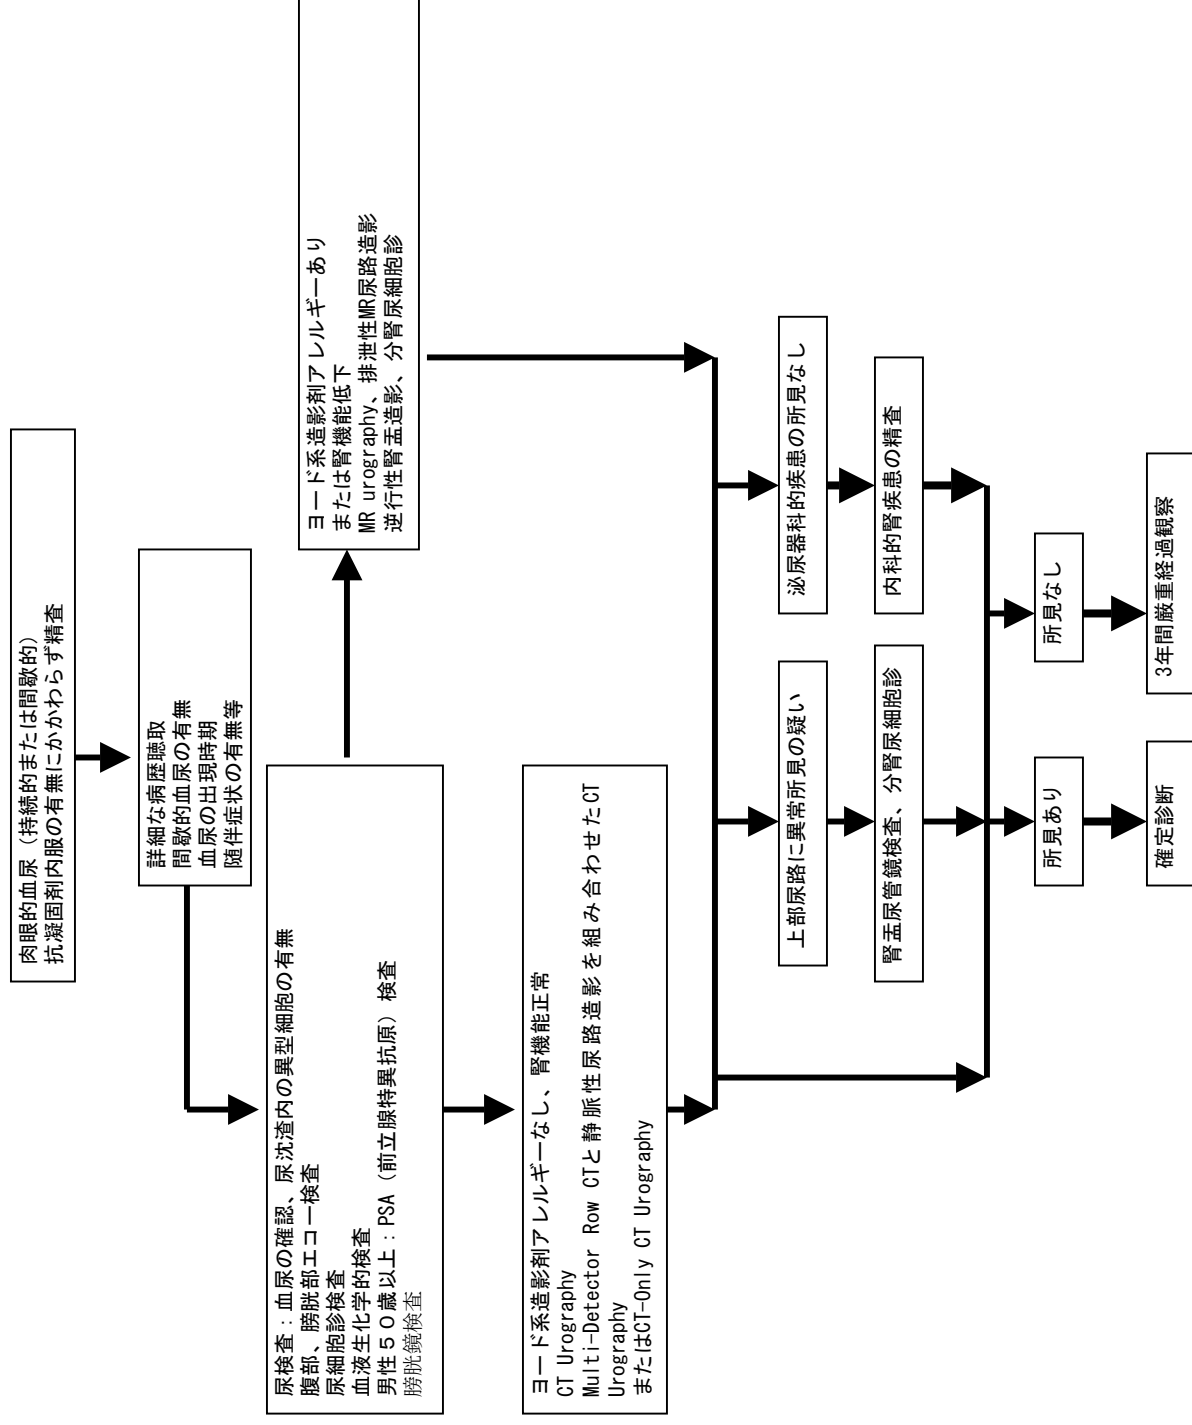 肉眼的血尿（持続的または間歇的）
抗凝固剤内服の有無にかかわらず精査
詳細な病歴聴取
間歇的血尿の有無
血尿の出現時期
随伴症状の有無等
尿検査：血尿の確認、尿沈渣内の異型細胞の有無
腹部、膀胱部エコー検査
尿細胞診検査
血液生化学的検査
男性５０歳以上：PSA（前立腺特異抗原）検査
膀胱鏡検査
ヨード系造影剤アレルギーあり
または腎機能低下
MR urography、排泄性MR尿路造影
逆行性腎盂造影、分腎尿細胞診
ヨード系造影剤アレルギーなし、腎機能正常
CT Urography
Multi-Detector Row CTと静脈性尿路造影を組み合わせたCT
Urography
またはCT-Only CT Urography
上部尿路に異常所見の疑い
泌尿器科的疾患の所見なし
腎盂尿管鏡検査、分腎尿細胞診
内科的腎疾患の精査
所見あり
所見なし
確定診断
3年間厳重経過観察